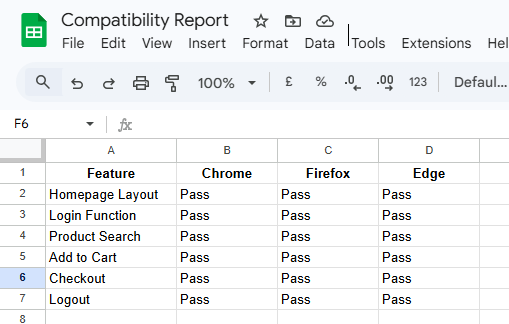 Compatibility Report
File Edit View Insert Format Data Tools Extensions Hel
100% £ % .0 .00 123 Defaul...
F6 fx
A B C D
1 Feature Chrome Firefox Edge
2 Homepage Layout Pass Pass Pass
3 Login Function Pass Pass Pass
4 Product Search Pass Pass Pass
5 Add to Cart Pass Pass Pass
6 Checkout Pass Pass Pass
7 Logout Pass Pass Pass
8